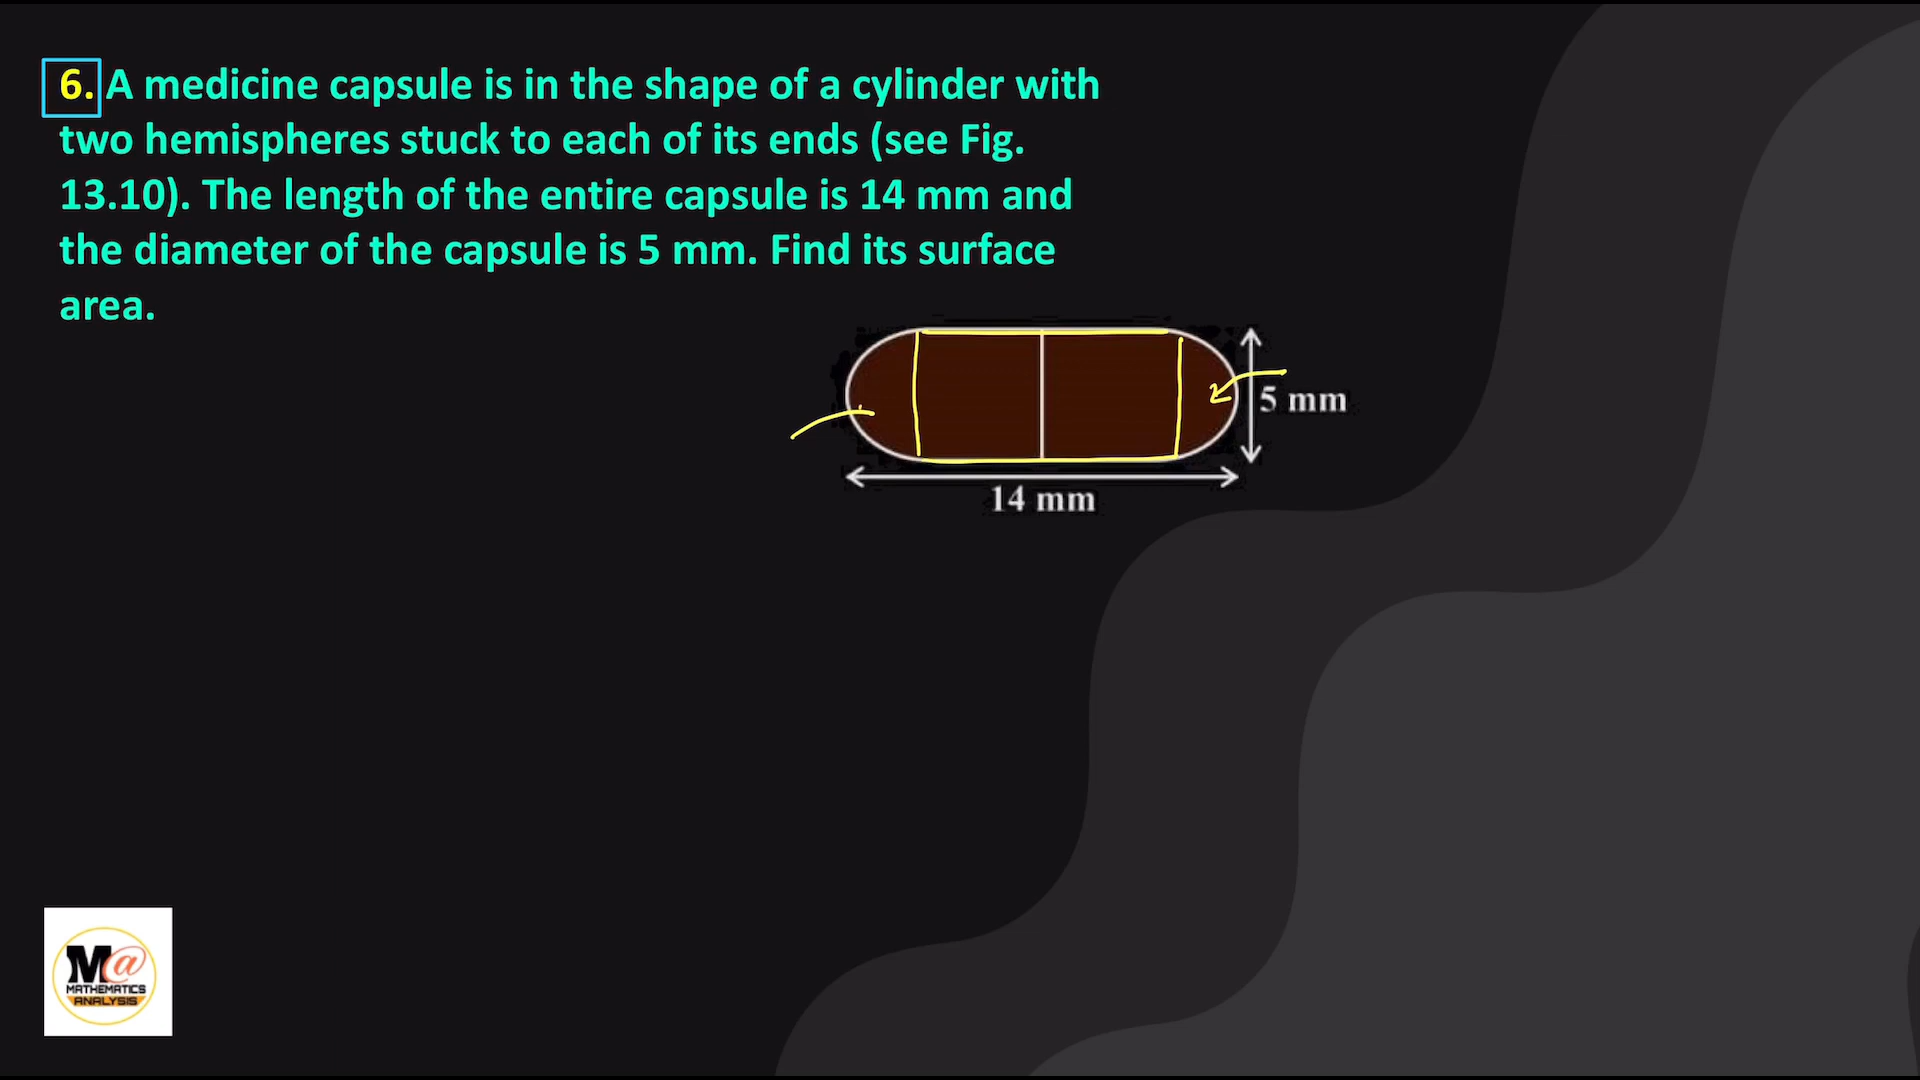 6. A medicine capsule is in the shape of a cylinder with
two hemispheres stuck to each of its ends (see Fig.
13.10). The length of the entire capsule is 14 mm and
the diameter of the capsule is 5 mm. Find its surface
area.
5 mm
14 mm
M@
MATHEMATICS
ANALYSIS